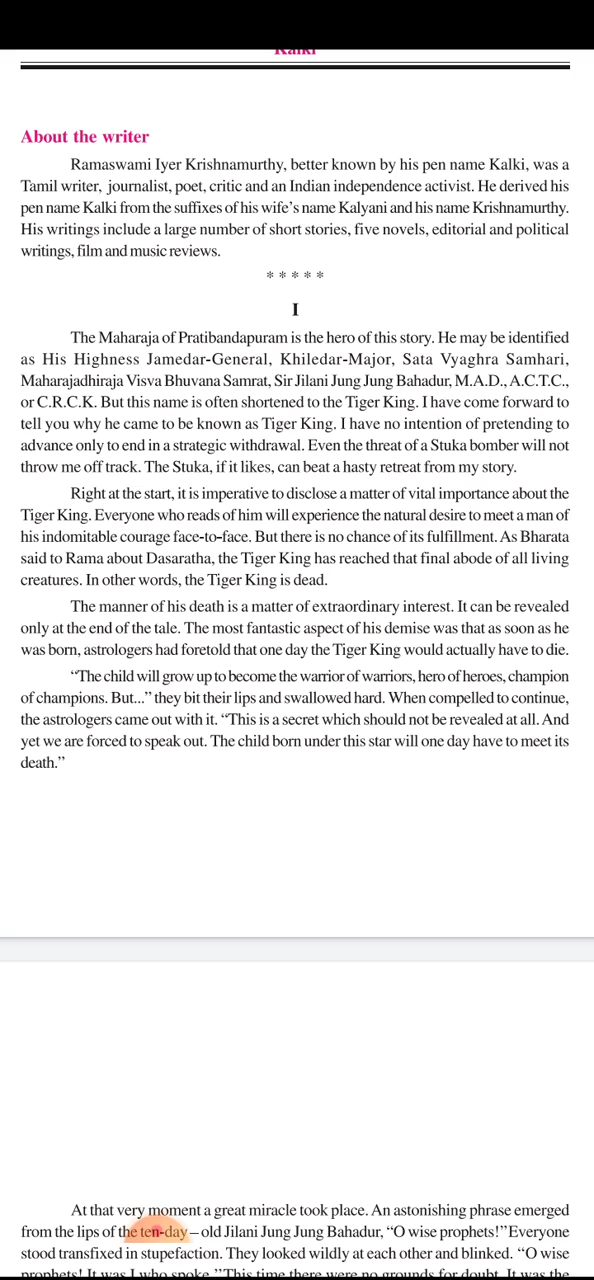 Kalki
About the writer
Ramaswami Iyer Krishnamurthy, better known by his pen name Kalki, was a
Tamil writer, journalist, poet, critic and an Indian independence activist. He derived his
pen name Kalki from the suffixes of his wife’s name Kalyani and his name Krishnamurthy.
His writings include a large number of short stories, five novels, editorial and political
writings, film and music reviews.
* * * * *
I
The Maharaja of Pratibandapuram is the hero of this story. He may be identified
as His Highness Jamedar-General, Khiledar-Major, Sata Vyaghra Samhari,
Maharajadhiraja Visva Bhuvana Samrat, Sir Jilani Jung Jung Bahadur, M.A.D., A.C.T.C.,
or C.R.C.K. But this name is often shortened to the Tiger King. I have come forward to
tell you why he came to be known as Tiger King. I have no intention of pretending to
advance only to end in a strategic withdrawal. Even the threat of a Stuka bomber will not
throw me off track. The Stuka, if it likes, can beat a hasty retreat from my story.
Right at the start, it is imperative to disclose a matter of vital importance about the
Tiger King. Everyone who reads of him will experience the natural desire to meet a man of
his indomitable courage face-to-face. But there is no chance of its fulfillment. As Bharata
said to Rama about Dasaratha, the Tiger King has reached that final abode of all living
creatures. In other words, the Tiger King is dead.
The manner of his death is a matter of extraordinary interest. It can be revealed
only at the end of the tale. The most fantastic aspect of his demise was that as soon as he
was born, astrologers had foretold that one day the Tiger King would actually have to die.
“The child will grow up to become the warrior of warriors, hero of heroes, champion
of champions. But...” they bit their lips and swallowed hard. When compelled to continue,
the astrologers came out with it. “This is a secret which should not be revealed at all. And
yet we are forced to speak out. The child born under this star will one day have to meet its
death.”
At that very moment a great miracle took place. An astonishing phrase emerged
from the lips of the ten-day – old Jilani Jung Jung Bahadur, “O wise prophets!” Everyone
stood transfixed in stupefaction. They looked wildly at each other and blinked. “O wise
prophets! It was I who spoke.” This time there were no grounds for doubt. It was the